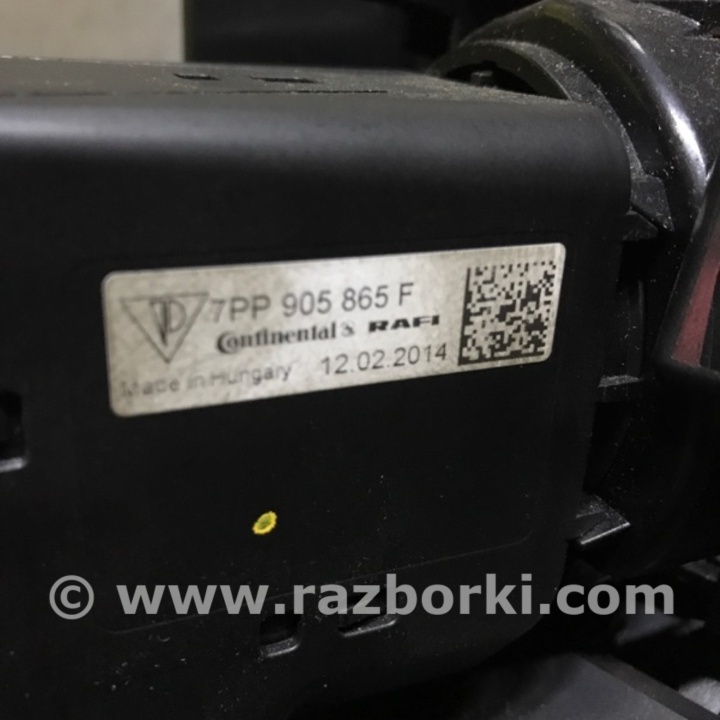 7PP 905 865 F
Continental RAFI
Made in Hungary 12.02.2014
© www.razborki.com